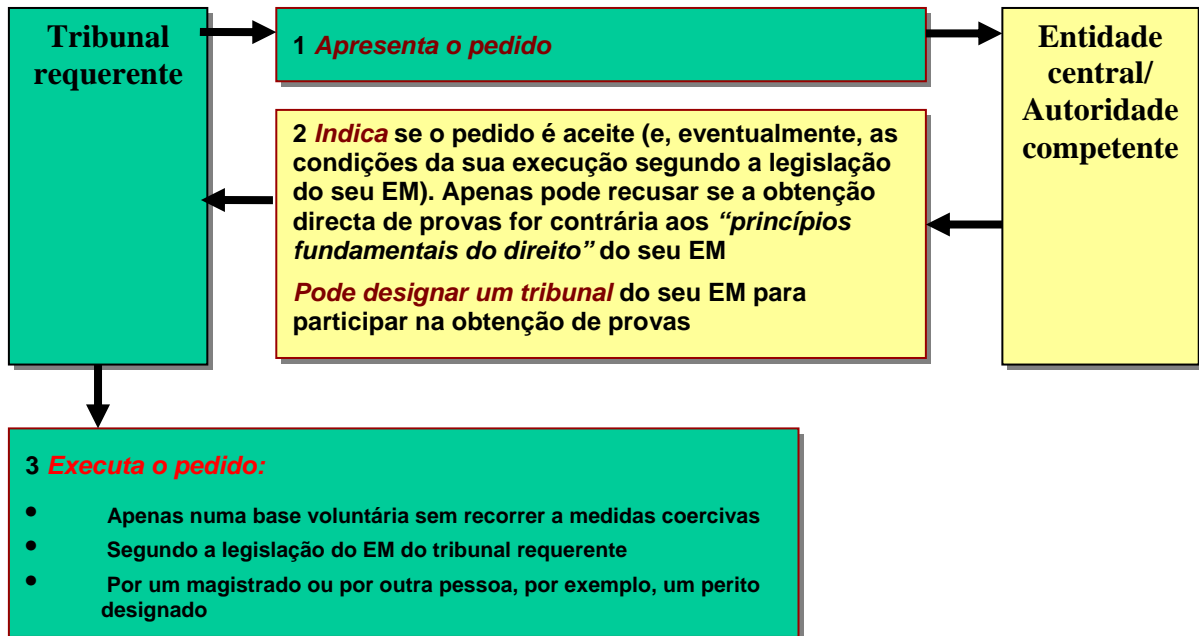 Tribunal
requerente
1 Apresenta o pedido
Entidade
central/
Autoridade
competente
2 Indica se o pedido é aceite (e, eventualmente, as
condições da sua execução segundo a legislação
do seu EM). Apenas pode recusar se a obtenção
directa de provas for contrária aos “princípios
fundamentais do direito” do seu EM
Pode designar um tribunal do seu EM para
participar na obtenção de provas
3 Executa o pedido:
• Apenas numa base voluntária sem recorrer a medidas coercivas
• Segundo a legislação do EM do tribunal requerente
• Por um magistrado ou por outra pessoa, por exemplo, um perito
designado